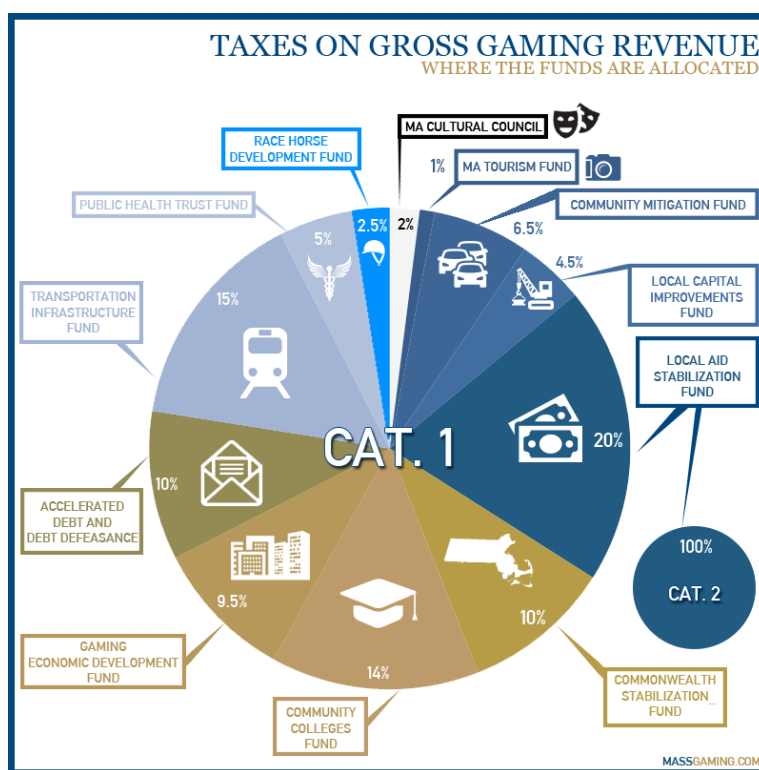 TAXES ON GROSS GAMING REVENUE
WHERE THE FUNDS ARE ALLOCATED
MA CULTURAL COUNCIL
2%
1%
MA TOURISM FUND
COMMUNITY MITIGATION FUND
6.5%
4.5%
LOCAL CAPITAL
IMPROVEMENTS
FUND
LOCAL AID
STABILIZATION
FUND
20%
100%
CAT. 2
10%
COMMONWEALTH
STABILIZATION_
FUND
14%
COMMUNITY
COLLEGES
FUND
9.5%
GAMING
ECONOMIC DEVELOPMENT
FUND
10%
ACCELERATED
DEBT AND
DEBT DEFEASANCE
15%
TRANSPORTATION
INFRASTRUCTURE
FUND
5%
PUBLIC HEALTH TRUST FUND
2.5%
RACE HORSE
DEVELOPMENT FUND
CAT. 1
MASSGAMING.COM